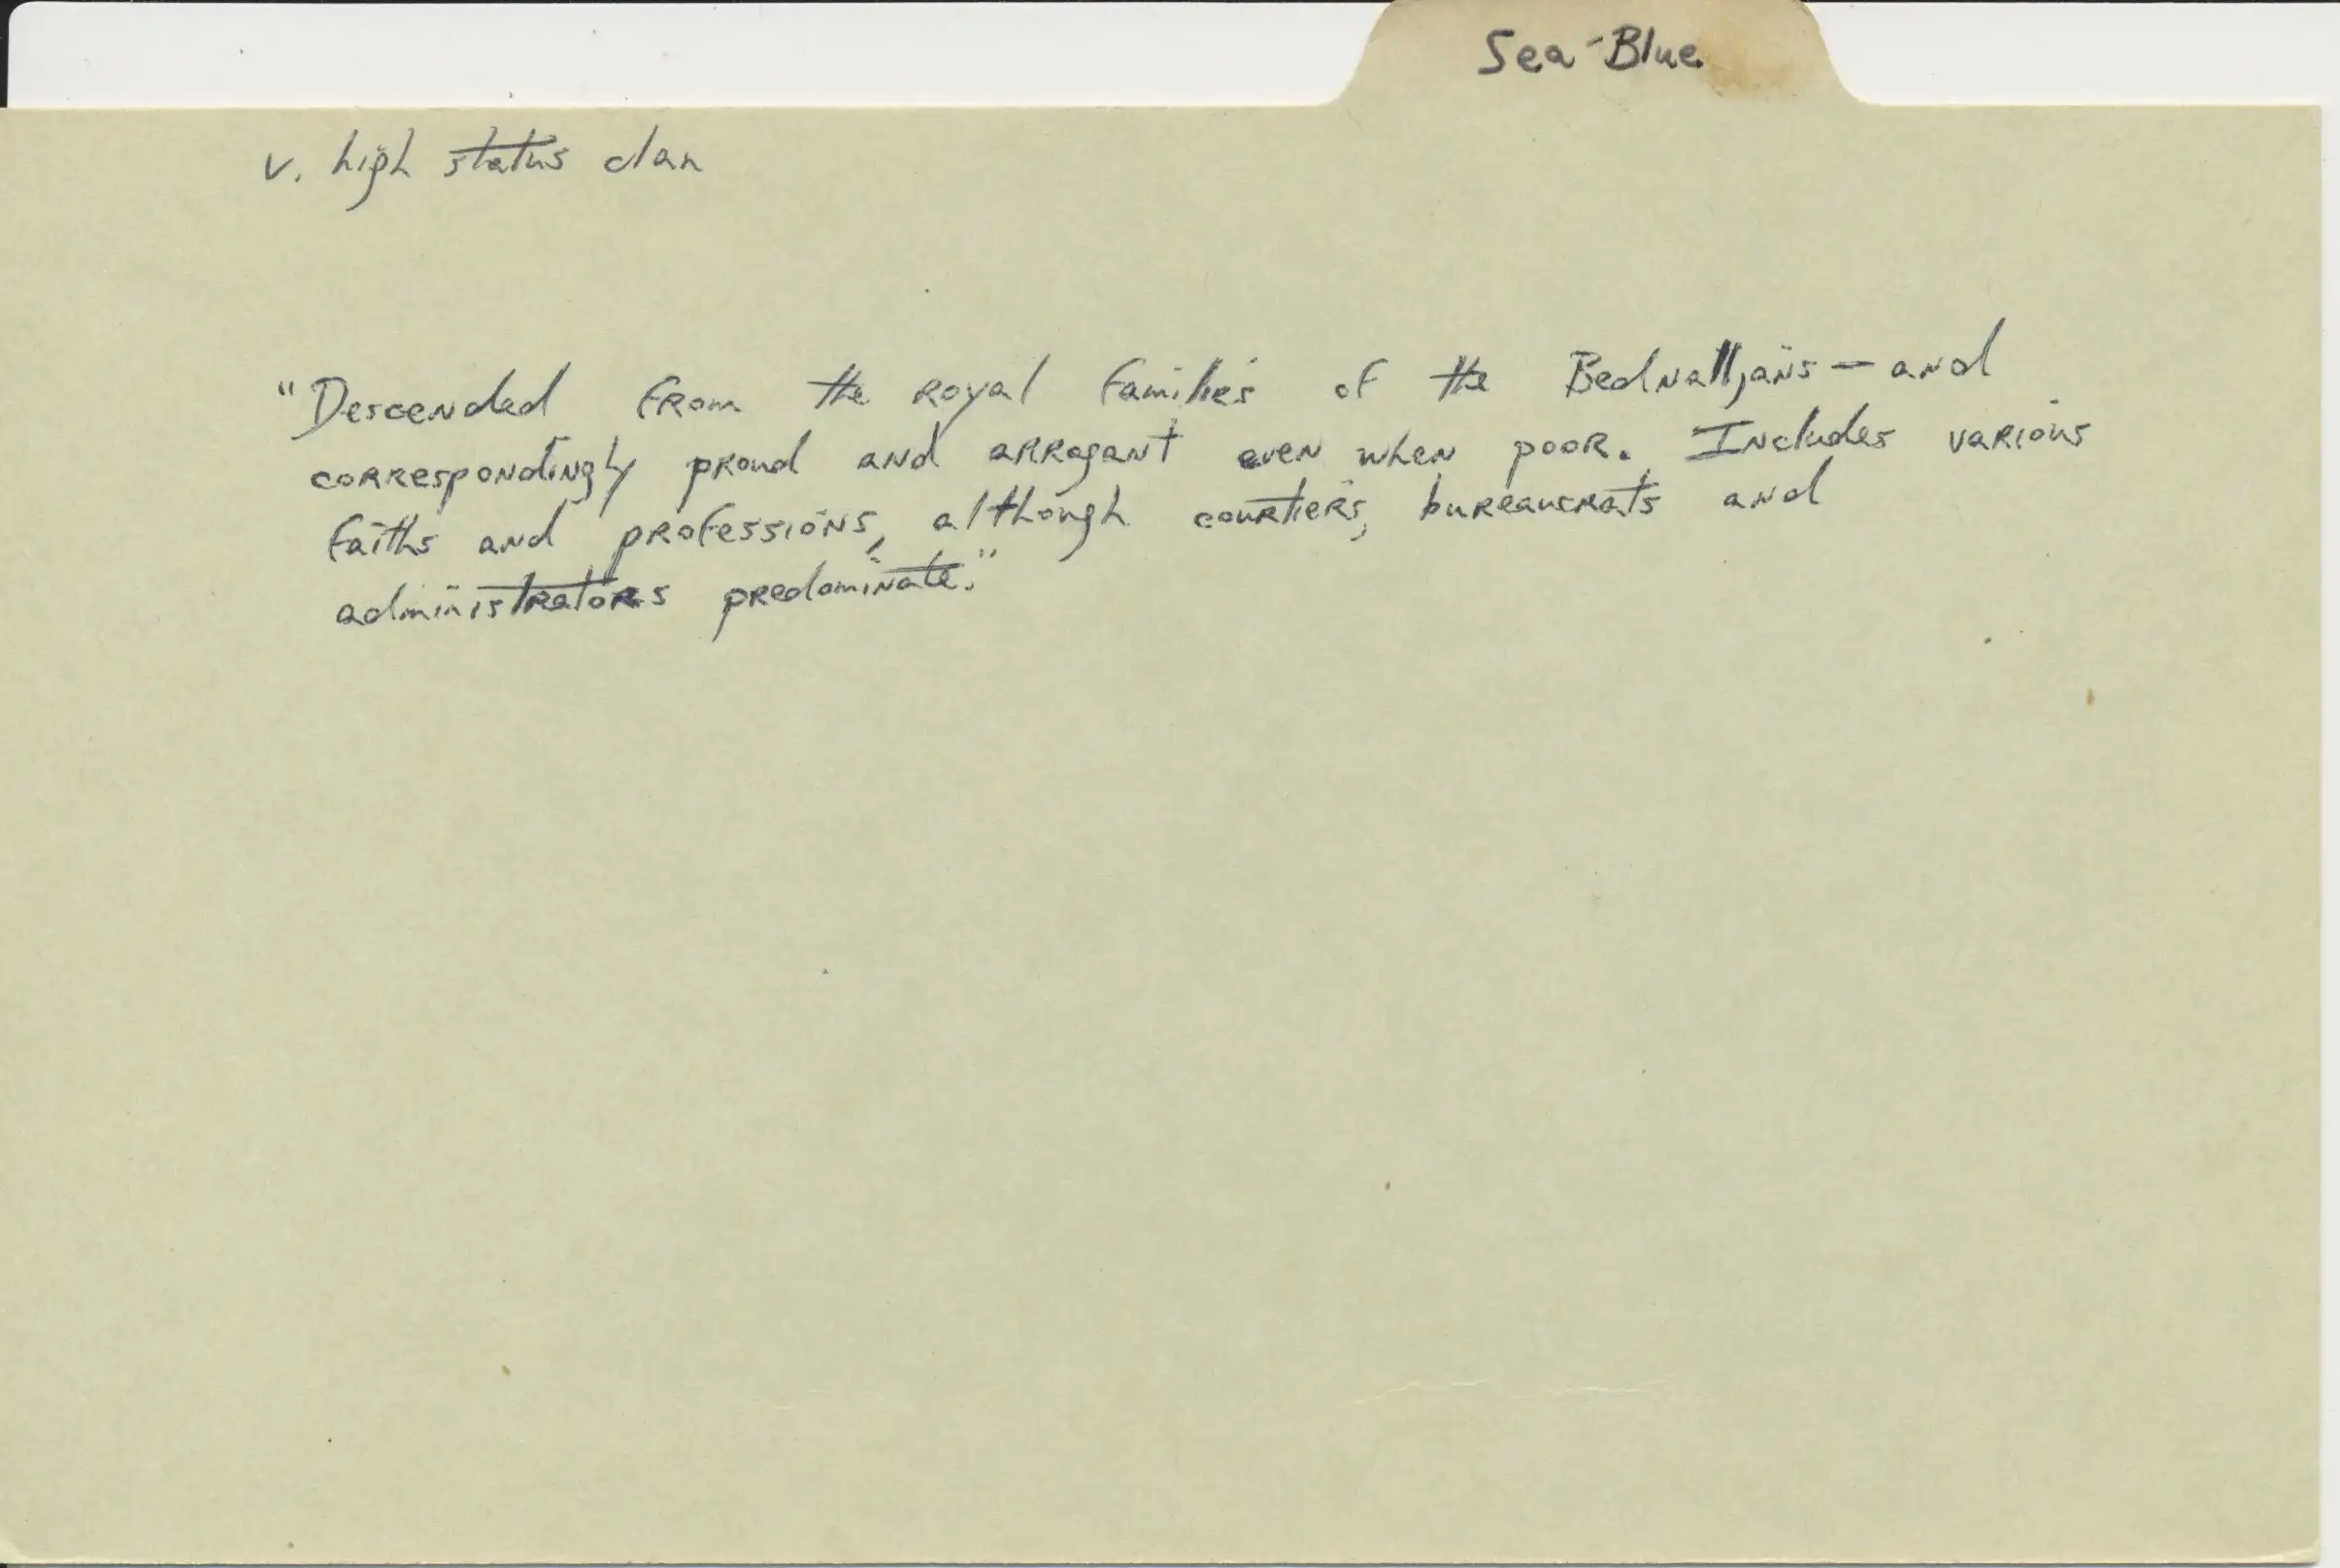 Sea-Blue
v. high status clan
"Descended from the royal families of the Bednalljans — and
correspondingly proud and arrogant even when poor. Includes various
faiths and professions, although courtiers, bureaucrats and
administrators predominate."